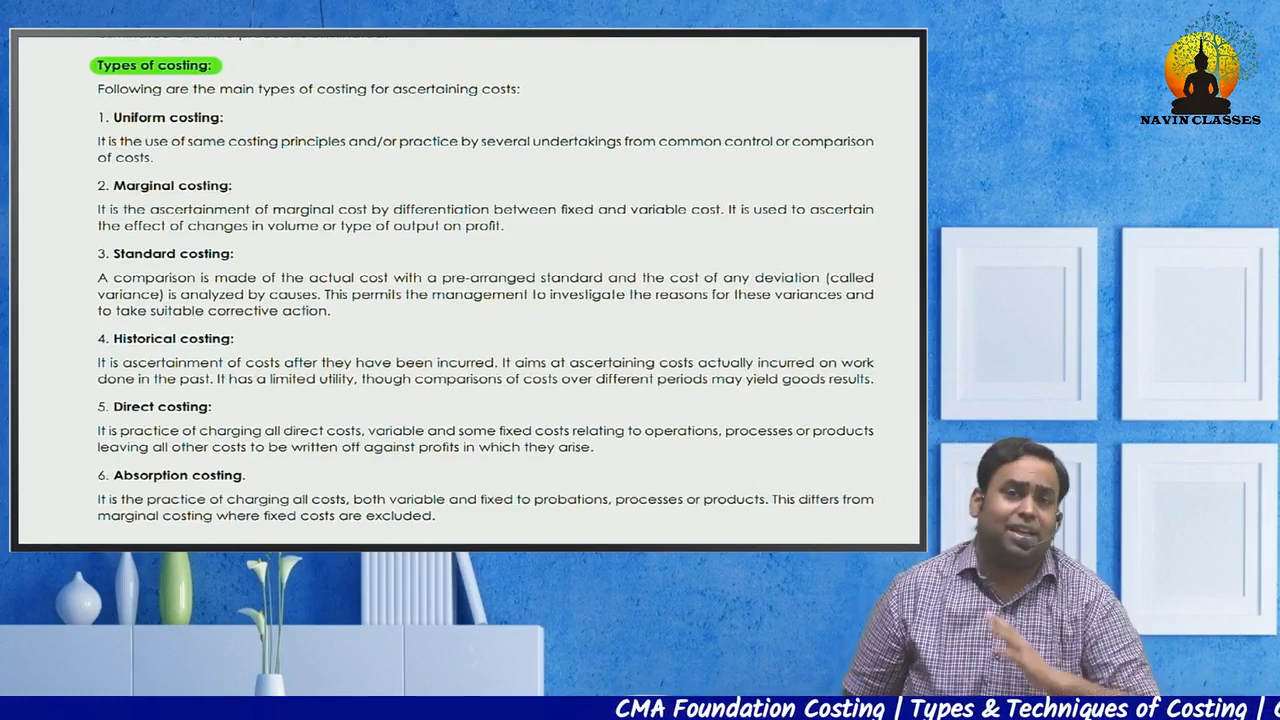 Types of costing:
Following are the main types of costing for ascertaining costs:
1. Uniform costing:
It is the use of same costing principles and/or practice by several undertakings from common control or comparison
of costs.
2. Marginal costing:
It is the ascertainment of marginal cost by differentiation between fixed and variable cost. It is used to ascertain
the effect of changes in volume or type of output on profit.
3. Standard costing:
A comparison is made of the actual cost with a pre-arranged standard and the cost of any deviation (called
variance) is analyzed by causes. This permits the management to investigate the reasons for these variances and
to take suitable corrective action.
4. Historical costing:
It is ascertainment of costs after they have been incurred. It aims at ascertaining costs actually incurred on work
done in the past. It has a limited utility, though comparisons of costs over different periods may yield goods results.
5. Direct costing:
It is practice of charging all direct costs, variable and some fixed costs relating to operations, processes or products
leaving all other costs to be written off against profits in which they arise.
6. Absorption costing.
It is the practice of charging all costs, both variable and fixed to probations, processes or products. This differs from
marginal costing where fixed costs are excluded.
NAVIN CLASSES
CMA Foundation Costing | Types & Techniques of Costing |